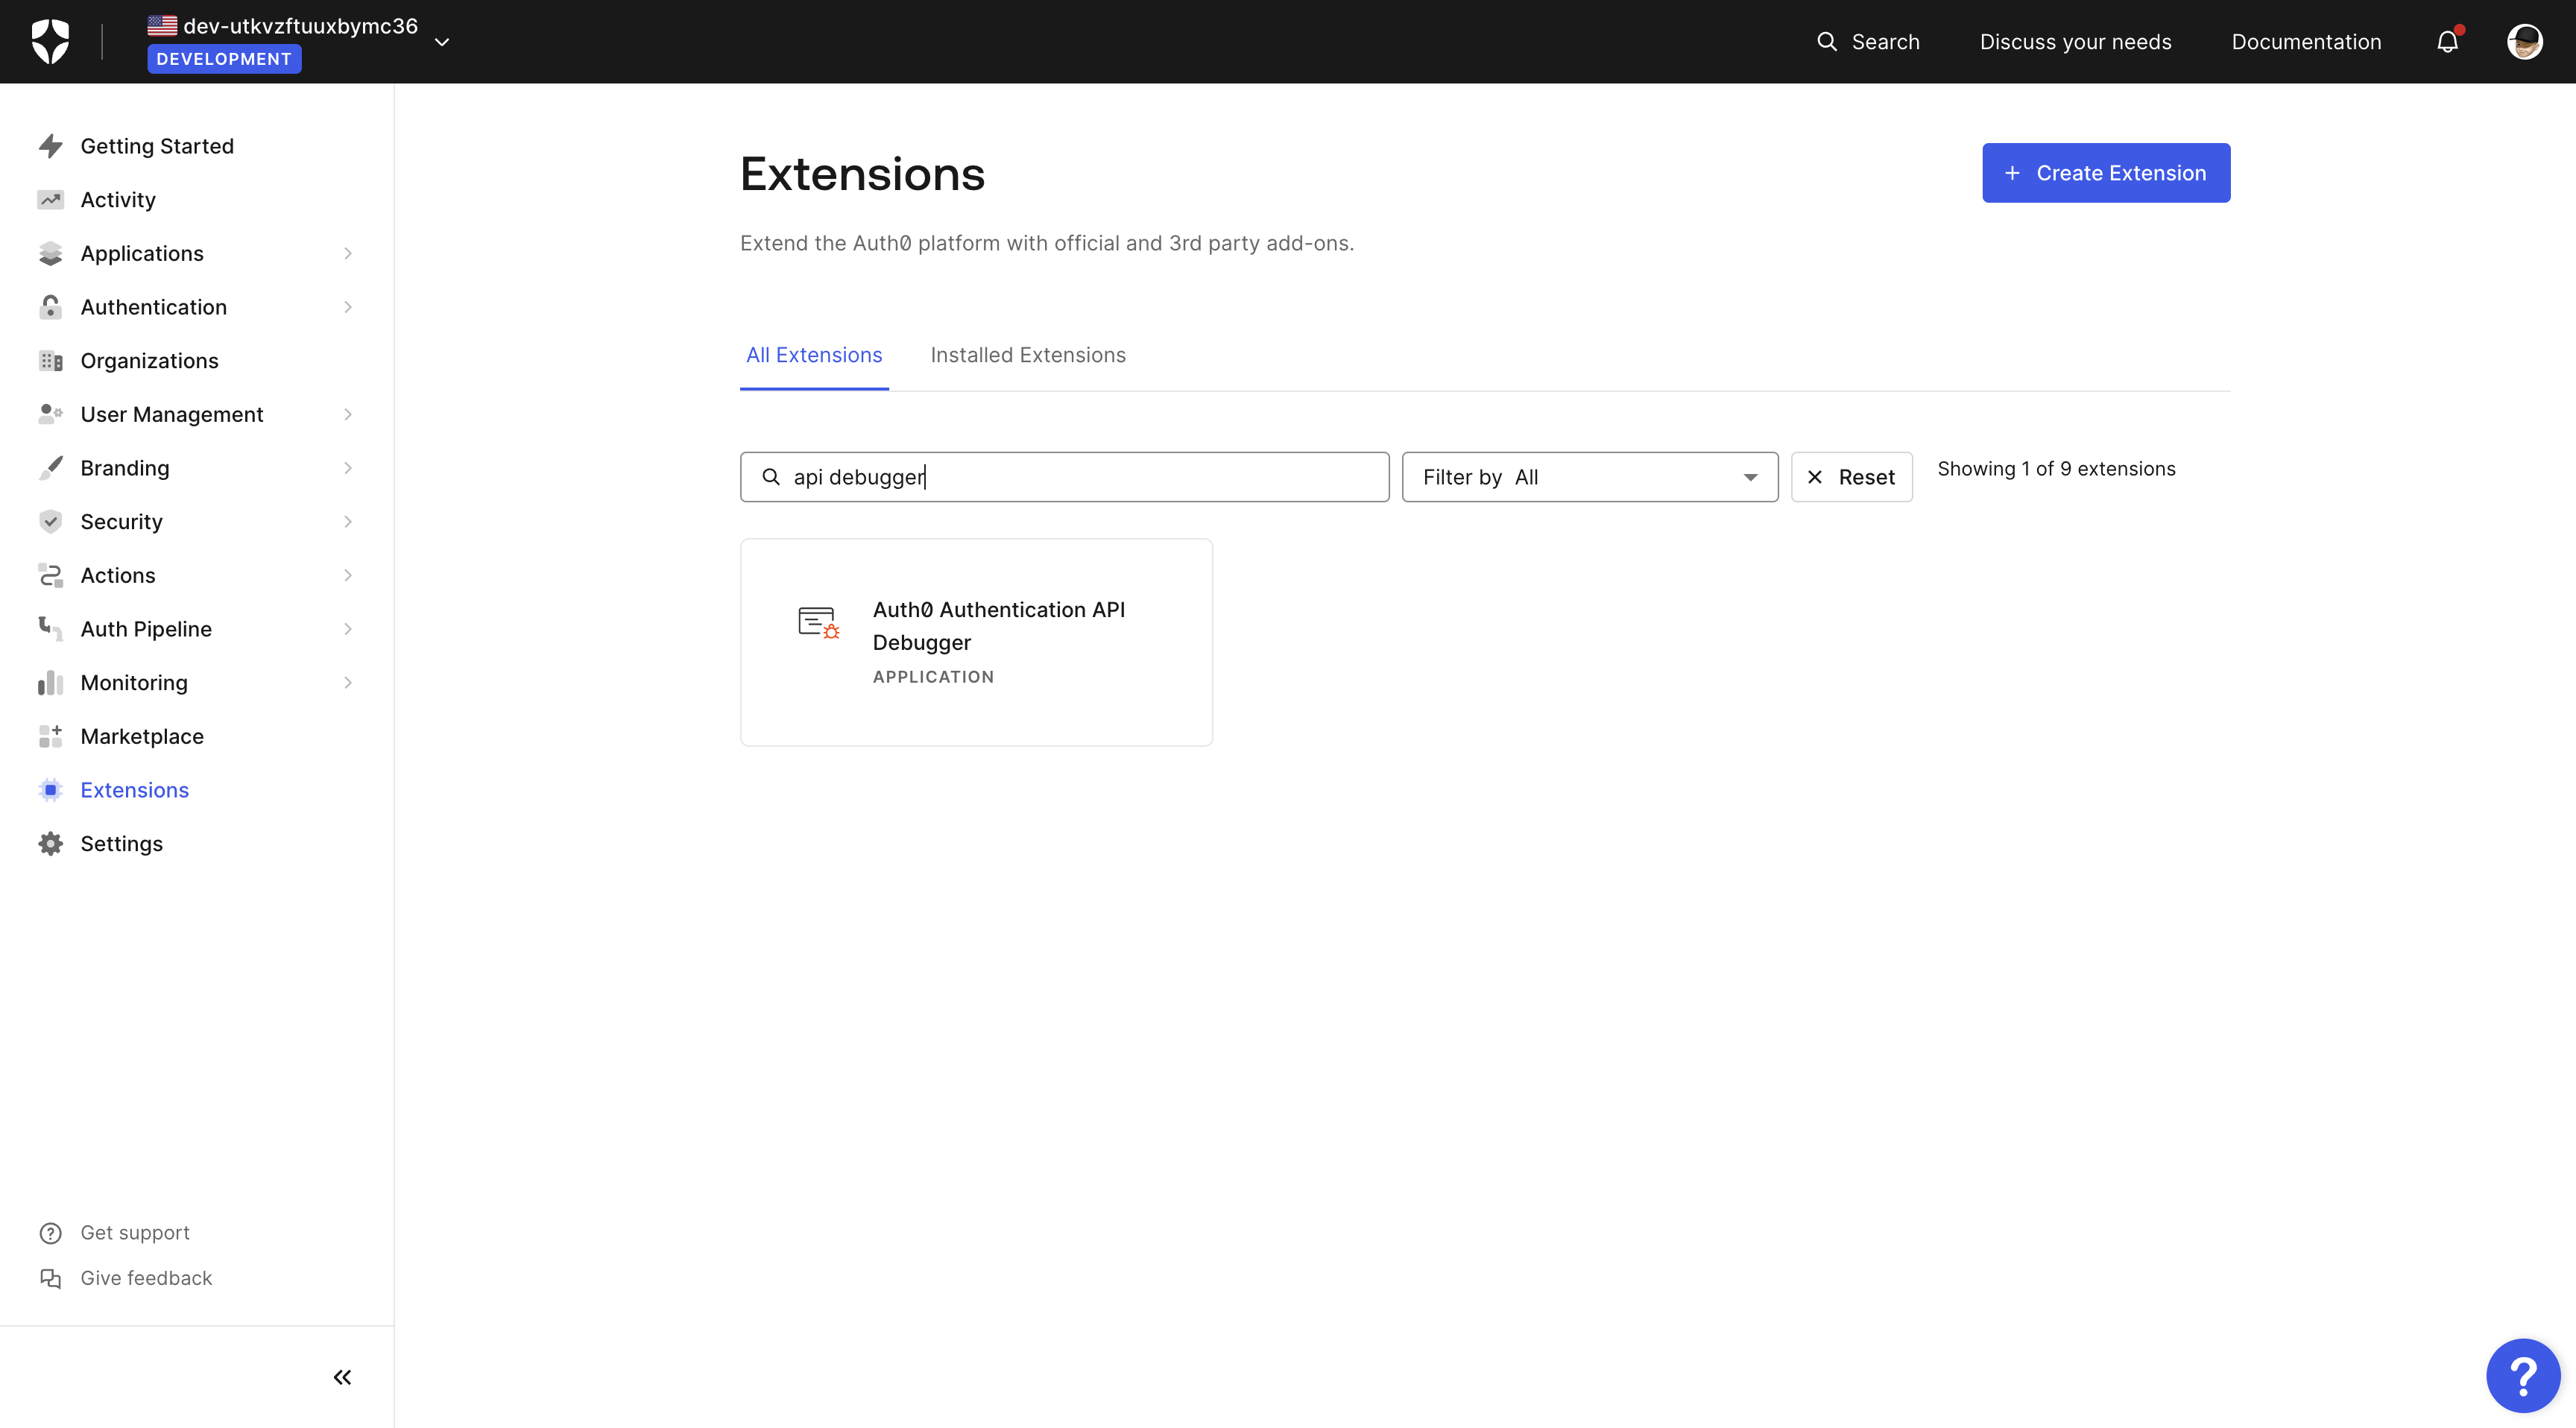 dev-utkvzftuuxbymc36
DEVELOPMENT
Search
Discuss your needs
Documentation
Getting Started
Activity
Applications
Authentication
Organizations
User Management
Branding
Security
Actions
Auth Pipeline
Monitoring
Marketplace
Extensions
Settings
Get support
Give feedback
Extensions
+ Create Extension
Extend the Auth0 platform with official and 3rd party add-ons.
All Extensions
Installed Extensions
api debugger
Filter by All
Reset
Showing 1 of 9 extensions
Auth0 Authentication API
Debugger
APPLICATION
?